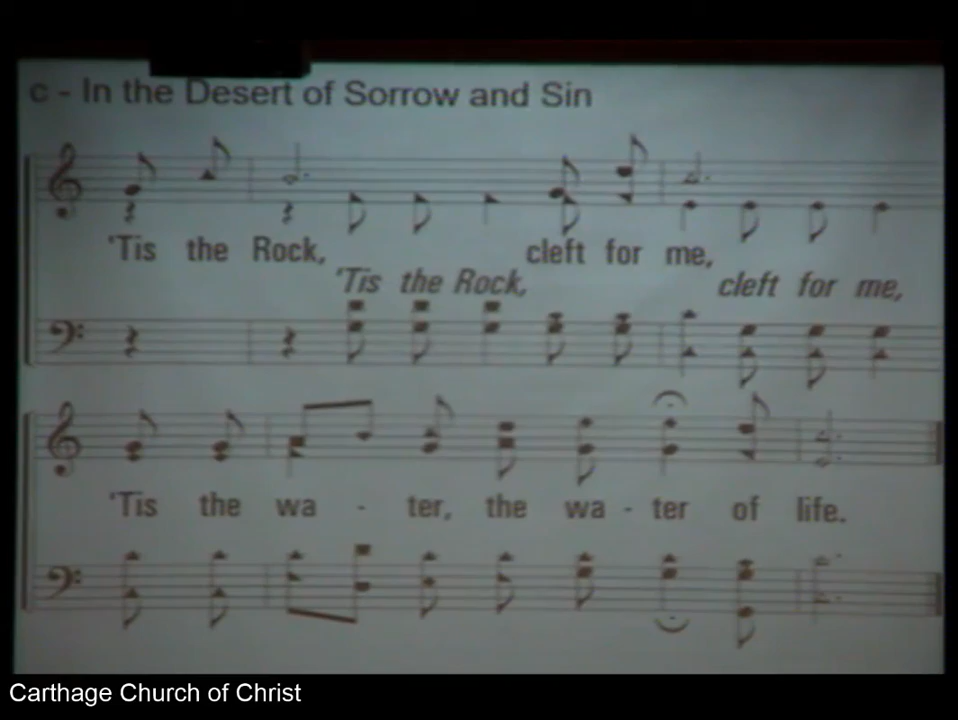 c - In the Desert of Sorrow and Sin
'Tis the Rock, cleft for me,
'Tis the Rock, cleft for me,
'Tis the wa - ter, the wa - ter of life.
Carthage Church of Christ